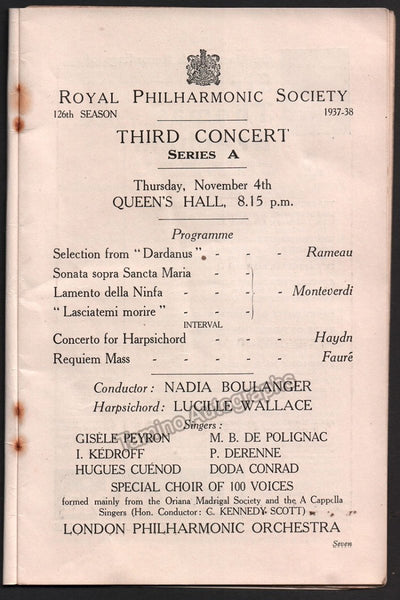 ROYAL PHILHARMONIC SOCIETY
126th SEASON 1937-38
THIRD CONCERT
SERIES A
Thursday, November 4th
QUEEN'S HALL, 8.15 p.m.
Programme
Selection from "Dardanus" - - - Rameau
Sonata sopra Sancta Maria -
Lamento della Ninfa - - - Monteverdi
"Lasciatemi morire" - - -
INTERVAL
Concerto for Harpsichord - - - Haydn
Requiem Mass - - - - - Fauré
Conductor: NADIA BOULANGER
Harpsichord: LUCILLE WALLACE
Tamino Autographs
Singers:
GISÈLE PEYRON M. B. DE POLIGNAC
I. KÉDROFF P. DERENNE
HUGUES CUÉNOD DODA CONRAD
SPECIAL CHOIR OF 100 VOICES
formed mainly from the Oriana Madrigal Society and the A Cappella
Singers (Hon. Conductor: C. KENNEDY SCOTT)
LONDON PHILHARMONIC ORCHESTRA
Seven